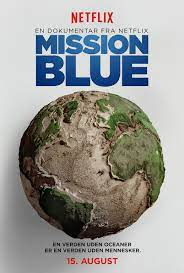 NETFLIX
EN DOKUMENTAR FRA NETFLIX
MISSION
BLUE
EN VERDEN UDEN OCEANER
ER EN VERDEN UDEN MENNESKER.
15. AUGUST